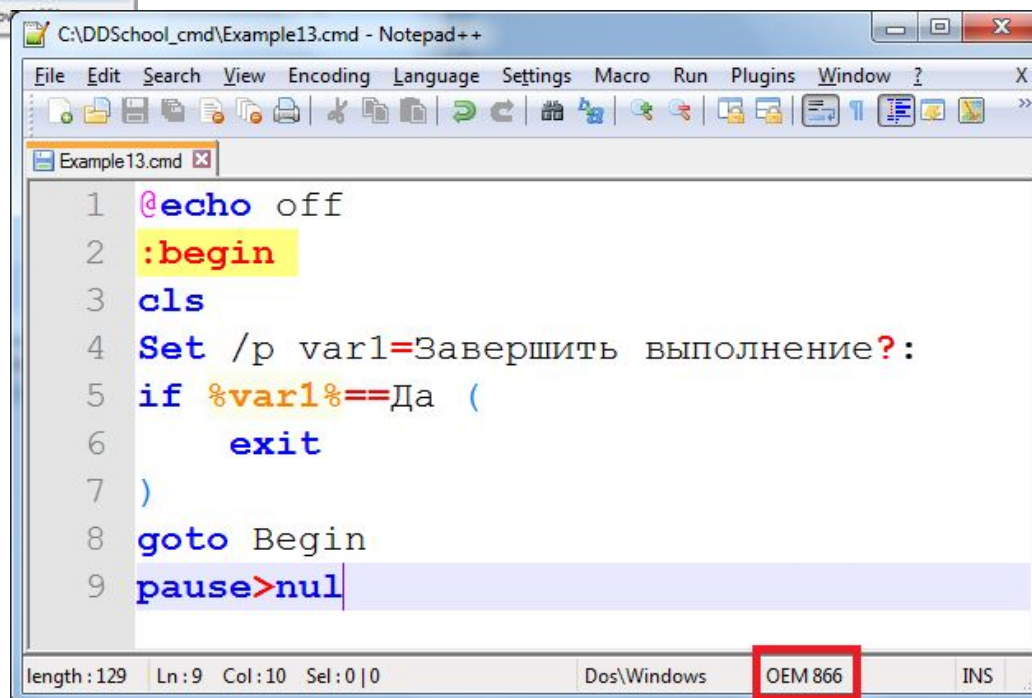 C:\DDSchool_cmd\Example13.cmd - Notepad++
File Edit Search View Encoding Language Settings Macro Run Plugins Window ? X
Example13.cmd
1 @echo off
2 :begin
3 cls
4 Set /p var1=Завершить выполнение?:
5 if %var1%==Да (
6 exit
7 )
8 goto Begin
9 pause>nul
length : 129 Ln : 9 Col : 10 Sel : 0 | 0 Dos\Windows OEM 866 INS